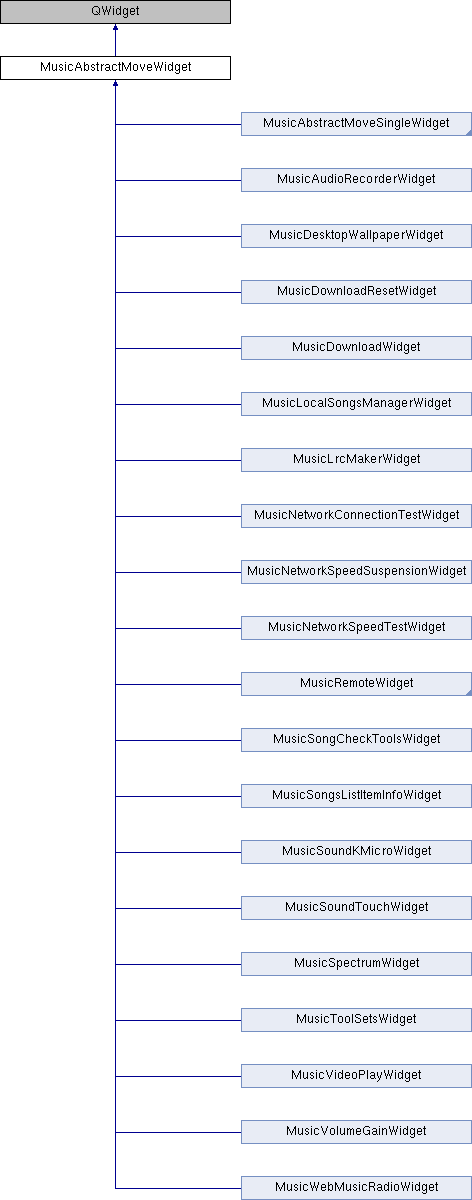 QWidget
MusicAbstractMoveWidget
MusicAbstractMoveSingleWidget
MusicAudioRecorderWidget
MusicDesktopWallpaperWidget
MusicDownloadResetWidget
MusicDownloadWidget
MusicLocalSongsManagerWidget
MusicLrcMakerWidget
MusicNetworkConnectionTestWidget
MusicNetworkSpeedSuspensionWidget
MusicNetworkSpeedTestWidget
MusicRemoteWidget
MusicSongCheckToolsWidget
MusicSongsListItemInfoWidget
MusicSoundKMicroWidget
MusicSoundTouchWidget
MusicSpectrumWidget
MusicToolSetsWidget
MusicVideoPlayWidget
MusicVolumeGainWidget
MusicWebMusicRadioWidget